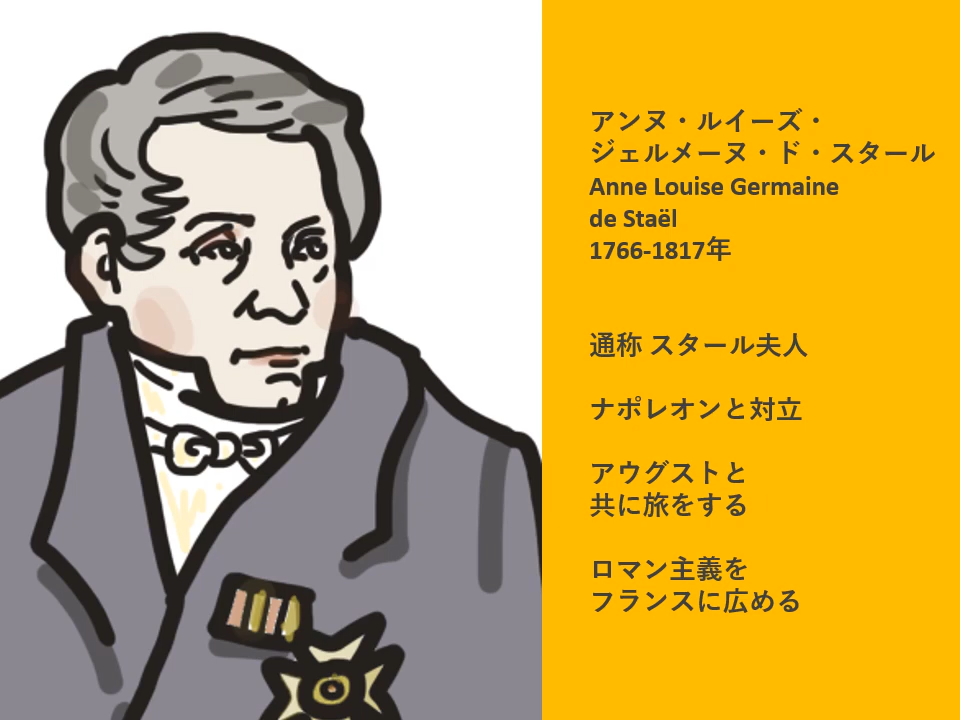 アンヌ・ルイーズ・
ジェルメーヌ・ド・スタール
Anne Louise Germaine
de Staël
1766-1817年
通称 スタール夫人
ナポレオンと対立
アウグストと
共に旅をする
ロマン主義を
フランスに広める